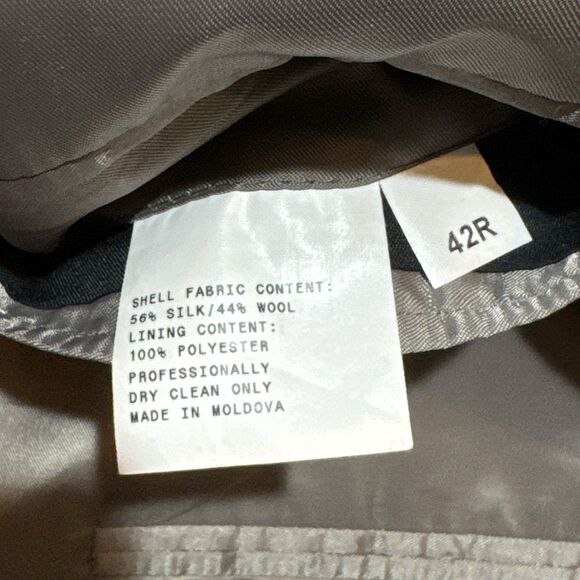 SHELL FABRIC CONTENT:
56% SILK/44% WOOL
LINING CONTENT:
100% POLYESTER
PROFESSIONALLY
DRY CLEAN ONLY
MADE IN MOLDOVA
42R